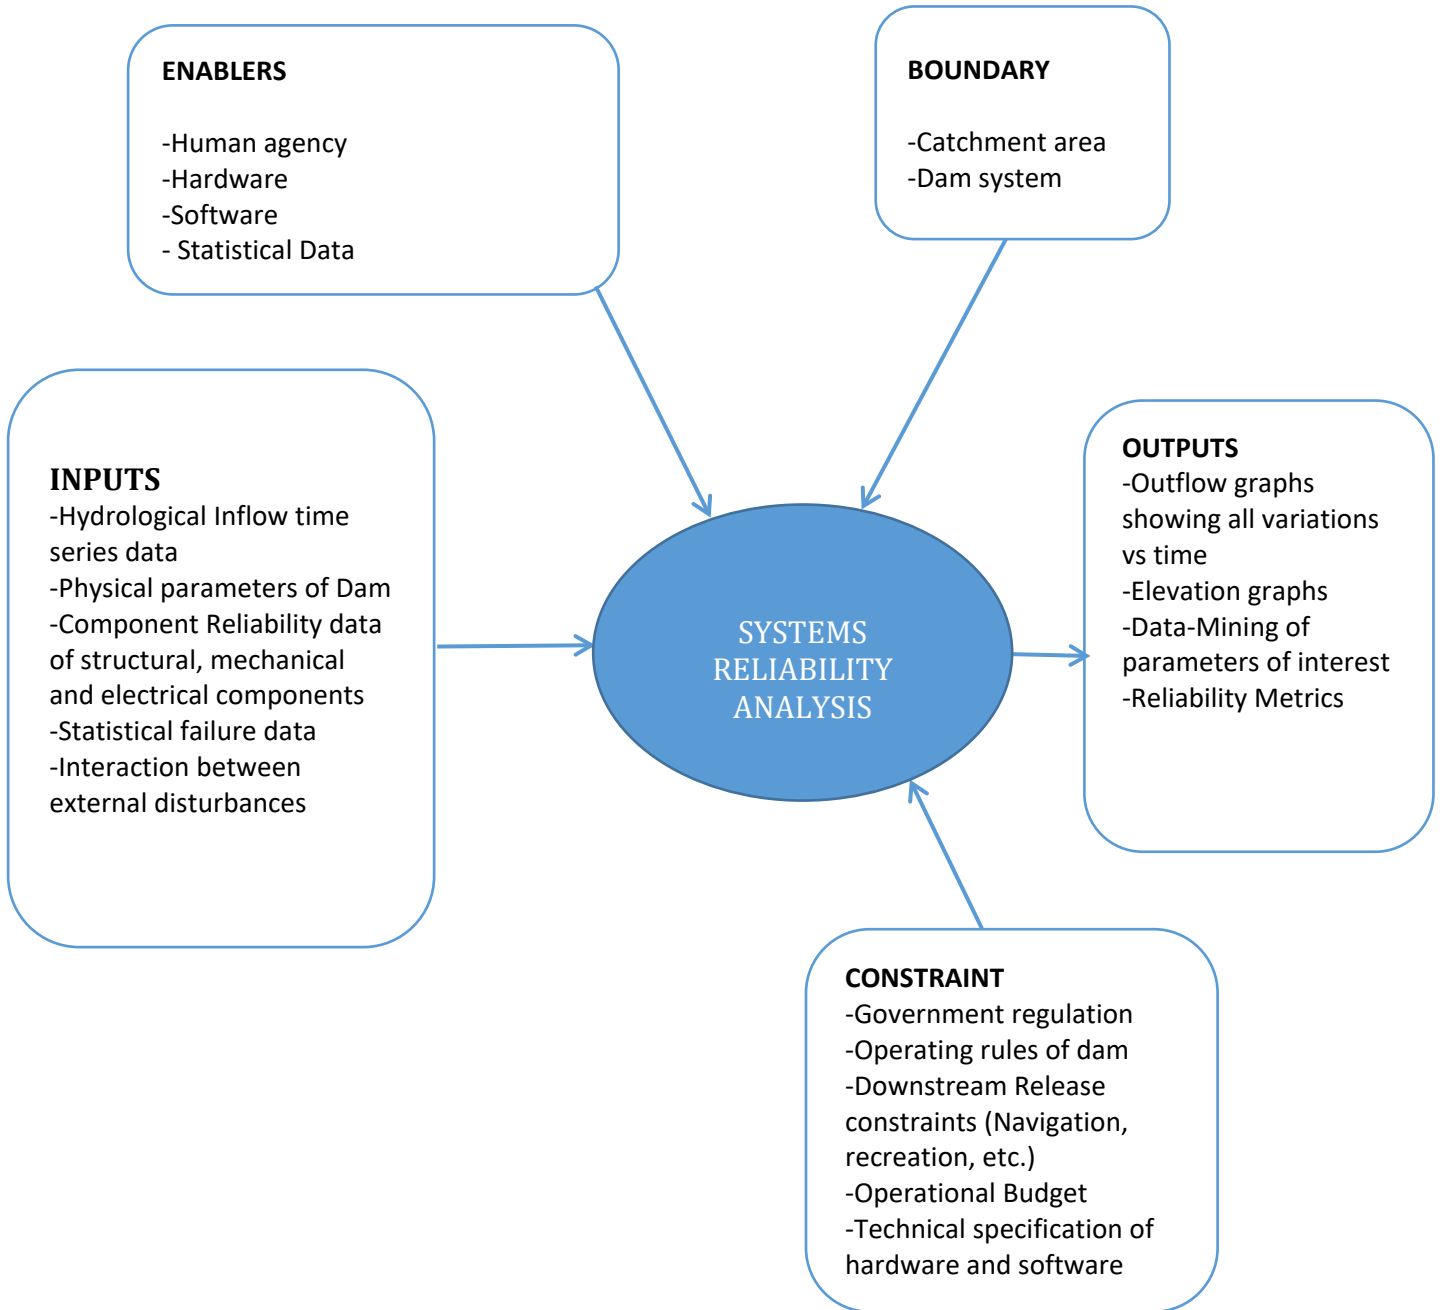 ENABLERS
-Human agency
-Hardware
-Software
- Statistical Data
BOUNDARY
-Catchment area
-Dam system
INPUTS
-Hydrological Inflow time
series data
-Physical parameters of Dam
-Component Reliability data
of structural, mechanical
and electrical components
-Statistical failure data
-Interaction between
external disturbances
SYSTEMS
RELIABILITY
ANALYSIS
OUTPUTS
-Outflow graphs
showing all variations
vs time
-Elevation graphs
-Data-Mining of
parameters of interest
-Reliability Metrics
CONSTRAINT
-Government regulation
-Operating rules of dam
-Downstream Release
constraints (Navigation,
recreation, etc.)
-Operational Budget
-Technical specification of
hardware and software